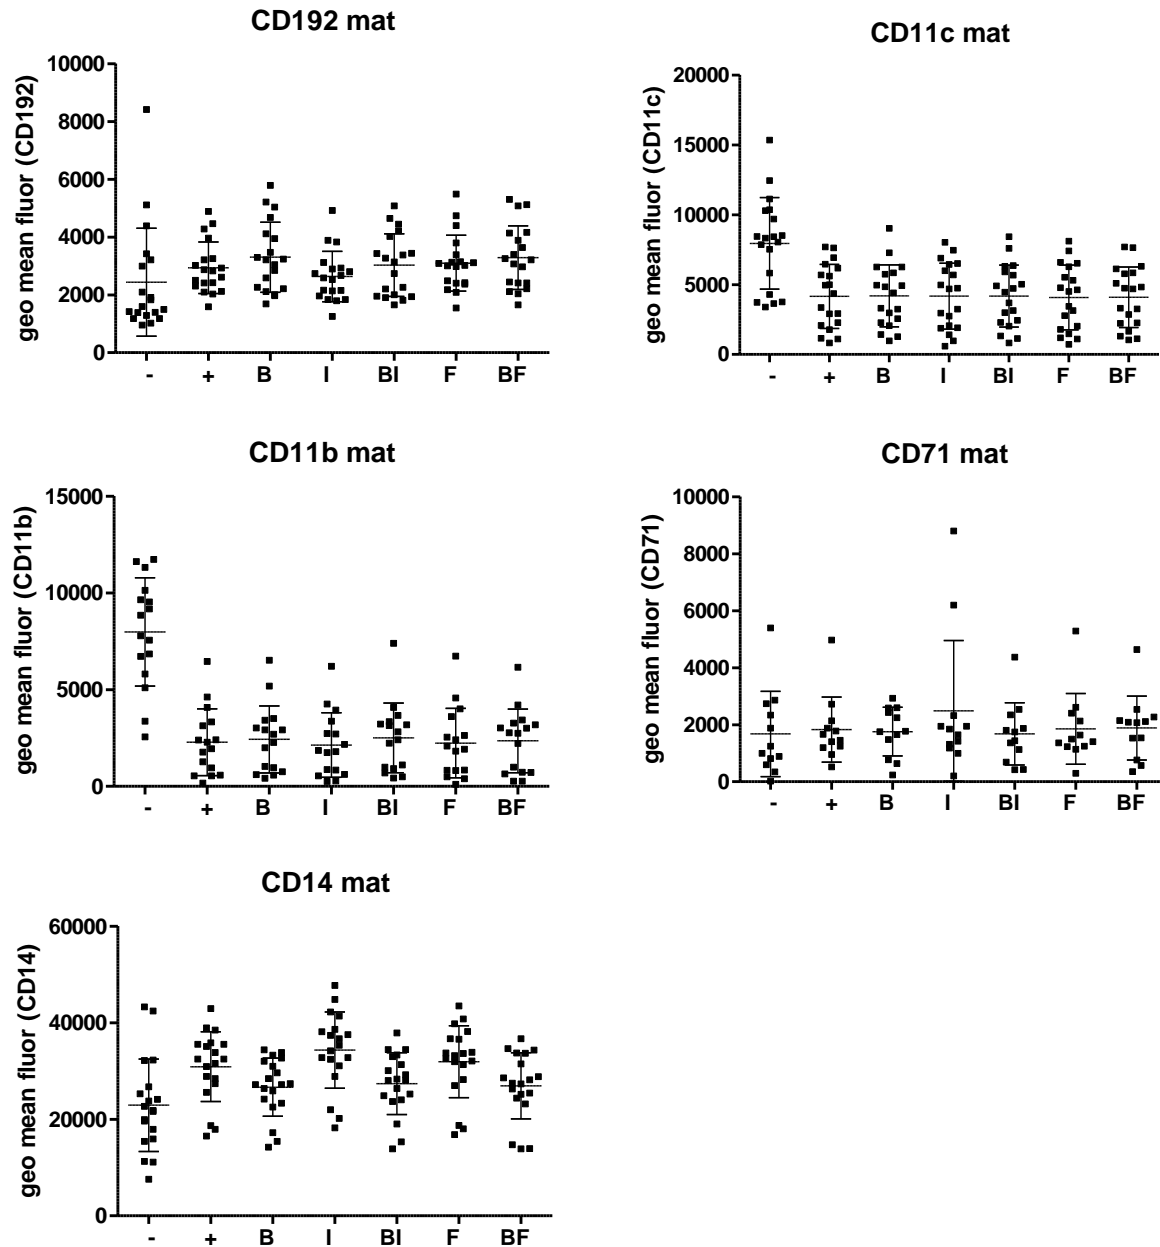 CD192 mat
geo mean fluor (CD192)
10000
8000
6000
4000
2000
0
- + B I BI F BF
CD11c mat
geo mean fluor (CD11c)
20000
15000
10000
5000
0
- + B I BI F BF
CD11b mat
geo mean fluor (CD11b)
15000
10000
5000
0
- + B I BI F BF
CD71 mat
geo mean fluor (CD71)
10000
8000
6000
4000
2000
0
- + B I BI F BF
CD14 mat
geo mean fluor (CD14)
60000
40000
20000
0
- + B I BI F BF